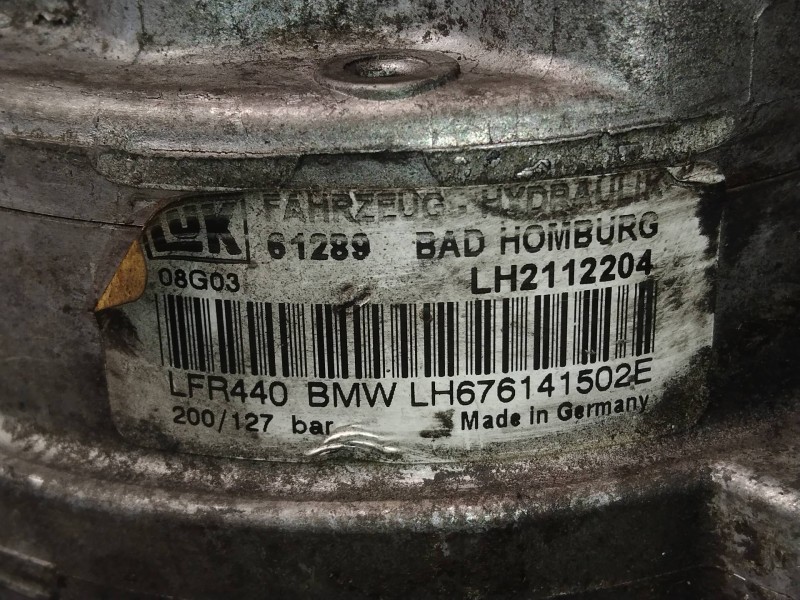 LUK FAHRZEUG - HYDRAULIK
61289 BAD HOMBURG
08G03 LH2112204
LFR440 BMW LH676141502E
200/127 bar Made in Germany